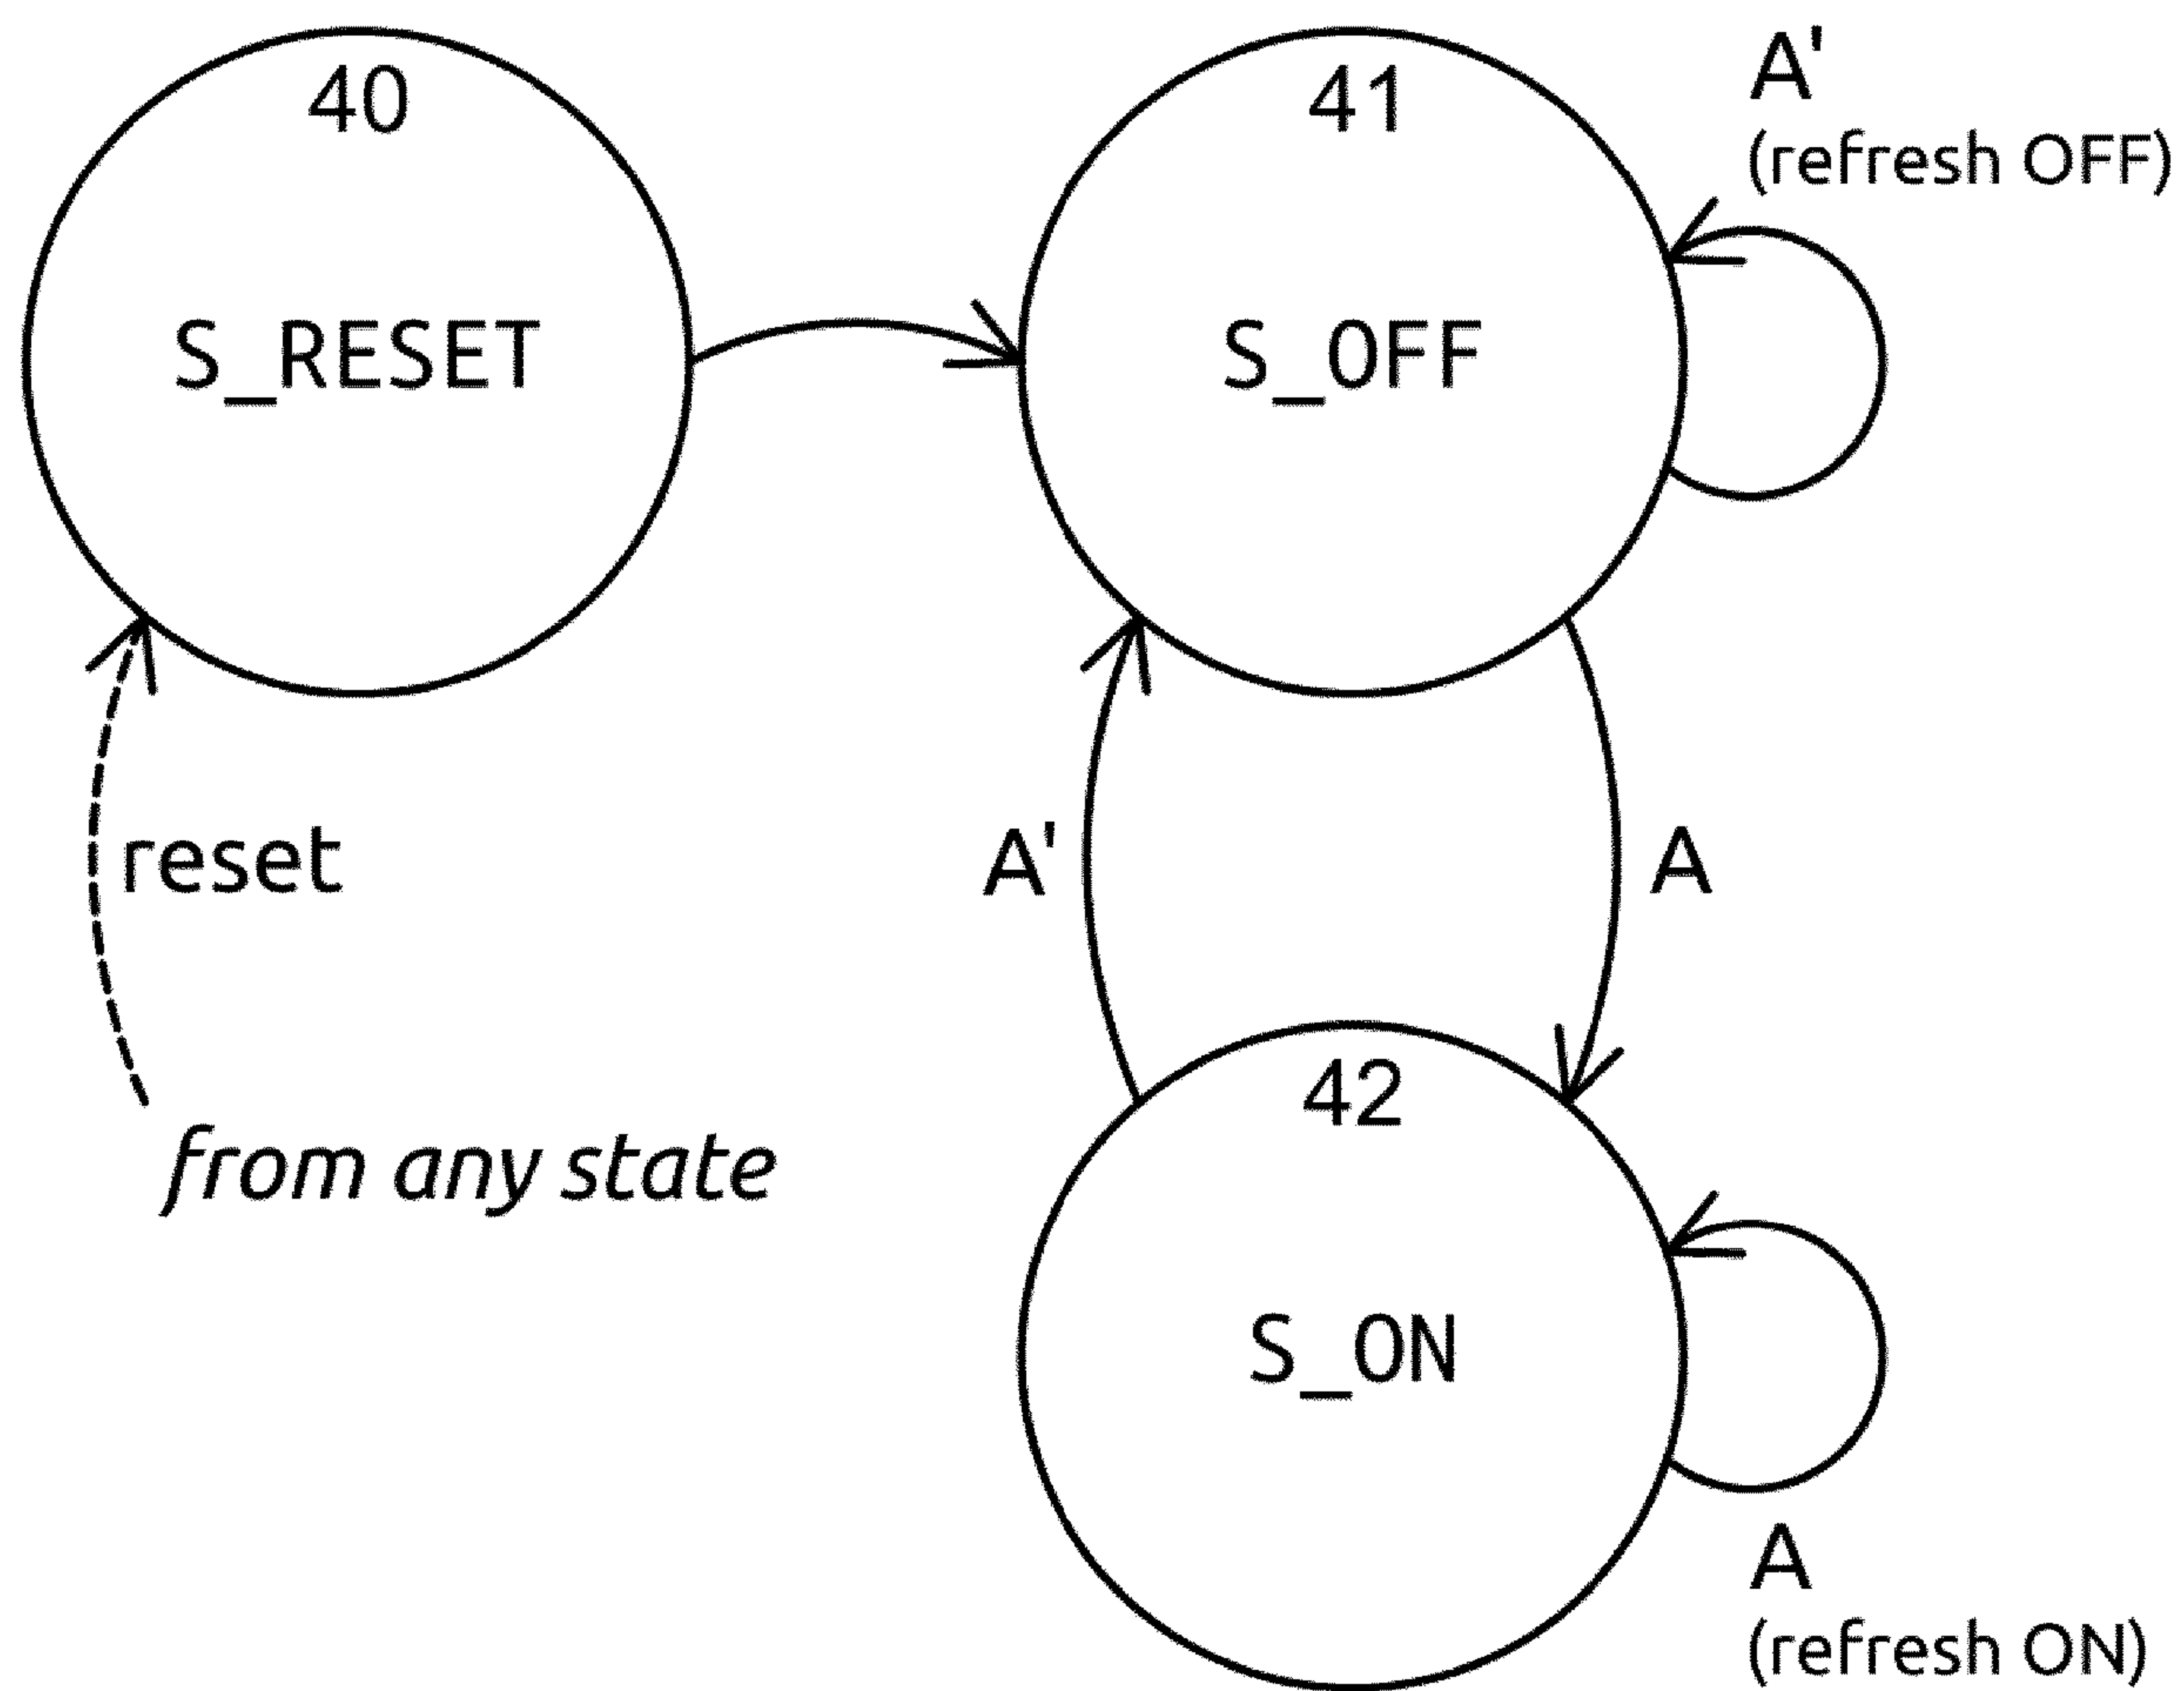 40
S_RESET
41
S_OFF
A'
(refresh OFF)
reset
from any state
A'
A
42
S_ON
A
(refresh ON)